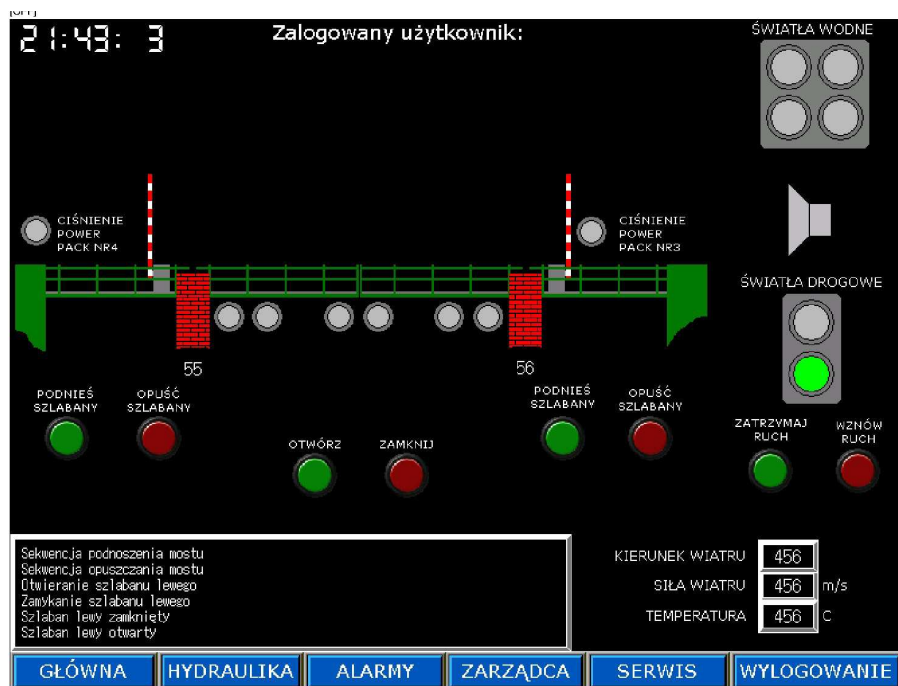 21:43: 3
Zalogowany użytkownik:
ŚWIATŁA WODNE
CIŚNIENIE
POWER
PACK NR4
CIŚNIENIE
POWER
PACK NR3
ŚWIATŁA DROGOWE
55
56
PODNIEŚ
SZLABANY
OPUŚĆ
SZLABANY
OTWÓRZ
ZAMKNIJ
PODNIEŚ
SZLABANY
OPUŚĆ
SZLABANY
ZATRZYMAJ
RUCH
WZNÓW
RUCH
Sekwencja podnoszenia mostu
Sekwencja opuszczania mostu
Otwieranie szlabanu lewego
Zamykanie szlabanu lewego
Szlaban lewy zamknięty
Szlaban lewy otwarty
KIERUNEK WIATRU 456
SIŁA WIATRU 456 m/s
TEMPERATURA 456 C
GŁÓWNA HYDRAULIKA ALARMY ZARZĄDCA SERWIS WYLOGOWANIE